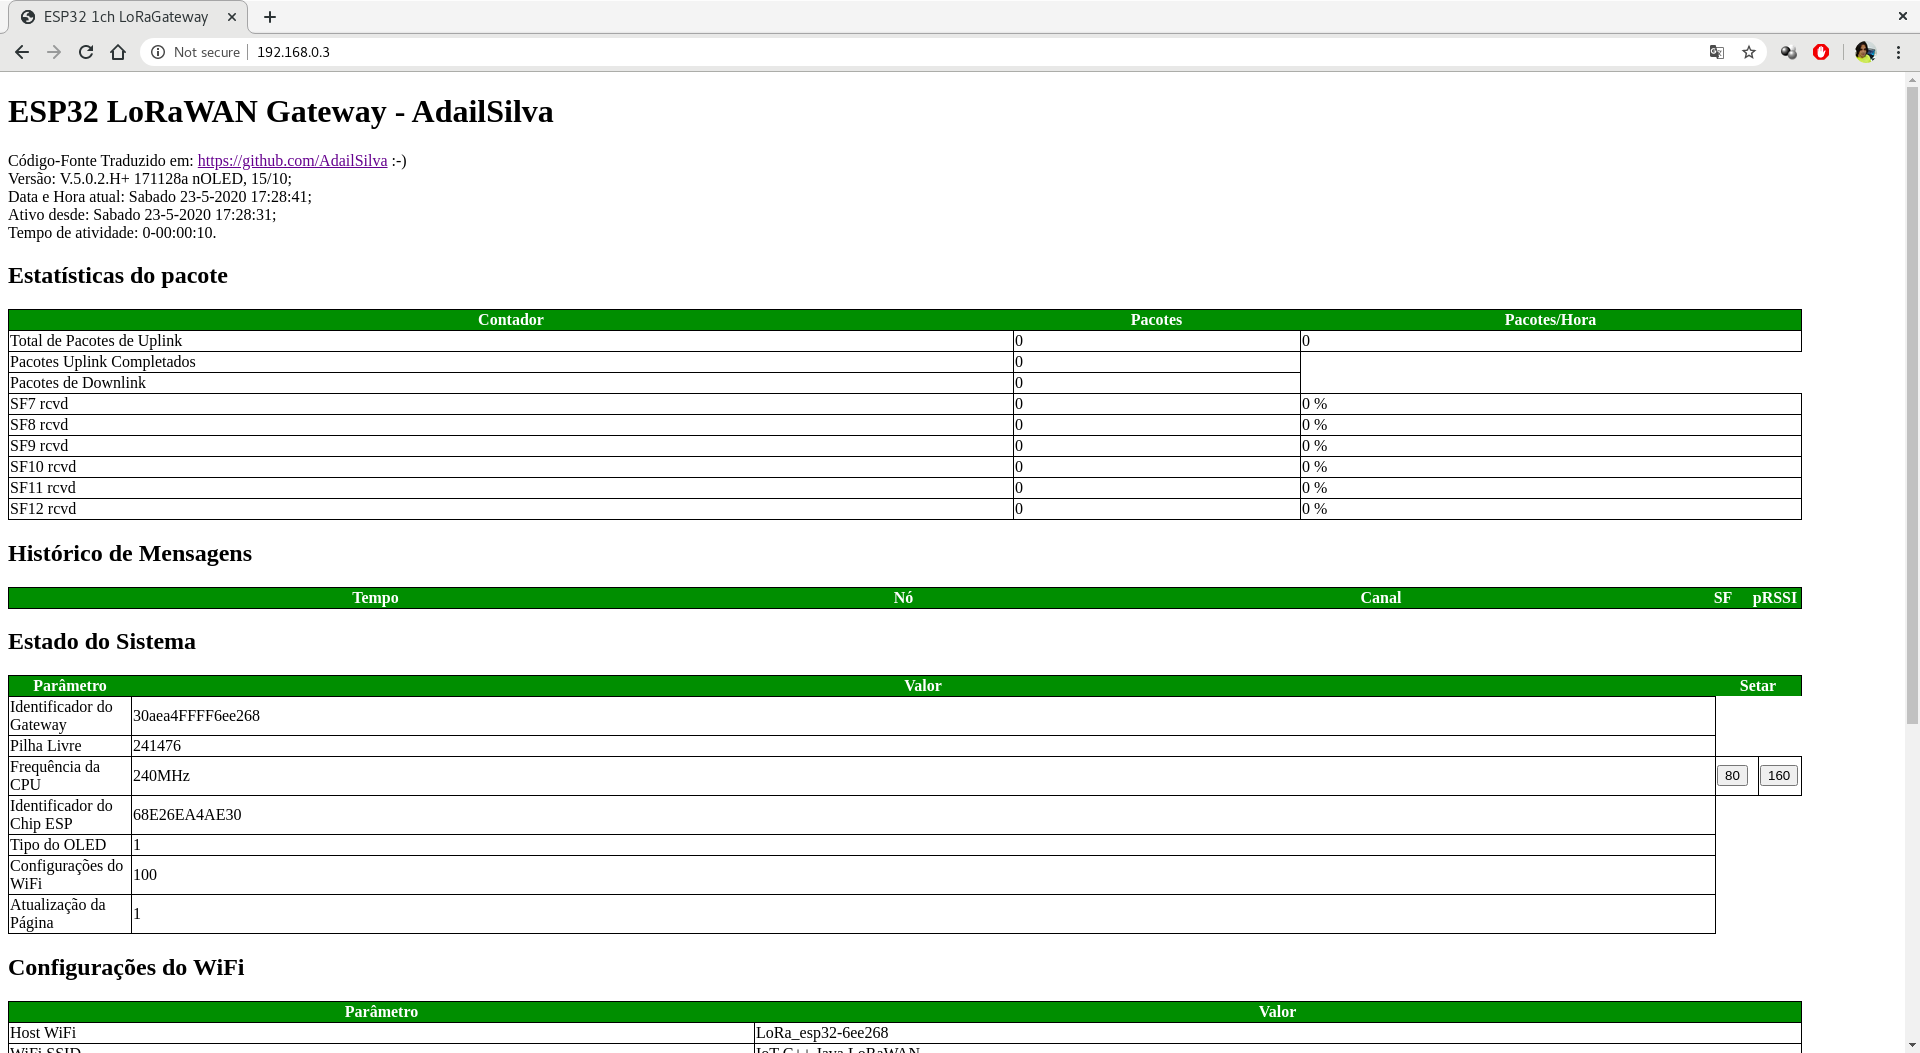 ESP32 1ch LoRaGateway
Not secure 192.168.0.3
ESP32 LoRaWAN Gateway - AdailSilva
Código-Fonte Traduzido em: https://github.com/AdailSilva :-)
Versão: V.5.0.2.H+ 171128a nOLED, 15/10;
Data e Hora atual: Sabado 23-5-2020 17:28:41;
Ativo desde: Sabado 23-5-2020 17:28:31;
Tempo de atividade: 0-00:00:10.
Estatísticas do pacote
Contador Pacotes Pacotes/Hora
Total de Pacotes de Uplink 0 0
Pacotes Uplink Completados 0
Pacotes de Downlink 0
SF7 rcvd 0 0 %
SF8 rcvd 0 0 %
SF9 rcvd 0 0 %
SF10 rcvd 0 0 %
SF11 rcvd 0 0 %
SF12 rcvd 0 0 %
Histórico de Mensagens
Tempo Nó Canal SF pRSSI
Estado do Sistema
Parâmetro Valor Setar
Identificador do
Gateway 30aea4FFFF6ee268
Pilha Livre 241476
Frequência da
CPU 240MHz 80 160
Identificador do
Chip ESP 68E26EA4AE30
Tipo do OLED 1
Configurações do
WiFi 100
Atualização da
Página 1
Configurações do WiFi
Parâmetro Valor
Host WiFi LoRa_esp32-6ee268
WiFi SSID IoT C++ Java LoRaWAN